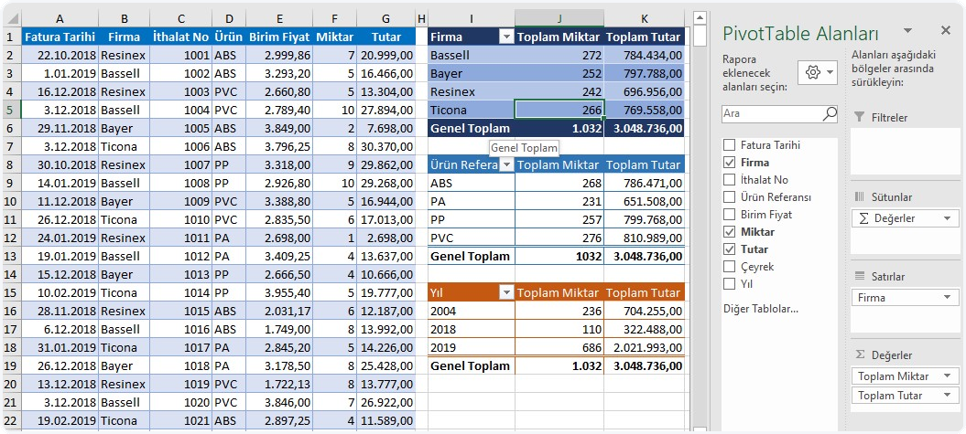 A B C D E F G H I J K
1 Fatura Tarihi Firma İthalat No Ürün Birim Fiyat Miktar Tutar Firma Toplam Miktar Toplam Tutar
2 22.10.2018 Resinex 1001 ABS 2.999,86 7 20.999,00 Bassell 272 784.434,00
3 1.01.2019 Bassell 1002 ABS 3.293,20 5 16.466,00 Bayer 252 797.788,00
4 16.12.2018 Resinex 1003 PVC 2.660,80 5 13.304,00 Resinex 242 696.956,00
5 3.12.2018 Bassell 1004 PVC 2.789,40 10 27.894,00 Ticona 266 769.558,00
6 29.11.2018 Bayer 1005 ABS 3.849,00 2 7.698,00 Genel Toplam 1.032 3.048.736,00
7 3.12.2018 Ticona 1006 ABS 3.796,25 8 30.370,00 Genel Toplam
8 18.12.2018 Resinex 1007 PP 3.318,00 9 29.862,00 Ürün Refera Toplam Miktar Toplam Tutar
9 14.01.2019 Bassell 1008 PP 2.926,80 10 29.268,00 ABS 268 786.471,00
10 11.12.2018 Bayer 1009 PVC 3.388,80 5 16.944,00 PA 231 651.508,00
11 26.12.2018 Ticona 1010 PVC 2.835,50 6 17.013,00 PP 257 799.768,00
12 24.01.2019 Resinex 1011 PA 2.698,00 1 2.698,00 PVC 276 810.989,00
13 19.01.2019 Bassell 1012 PA 3.409,25 4 13.637,00 Genel Toplam 1032 3.048.736,00
14 15.12.2018 Bayer 1013 PP 2.666,50 4 10.666,00
15 10.02.2019 Ticona 1014 PP 3.955,40 5 19.777,00 Yıl Toplam Miktar Toplam Tutar
16 28.11.2018 Resinex 1015 ABS 2.031,17 6 12.187,00 2004 236 704.255,00
17 6.12.2018 Bassell 1016 ABS 1.749,00 8 13.992,00 2018 110 322.488,00
18 31.01.2019 Ticona 1017 PA 2.845,20 5 14.226,00 2019 686 2.021.993,00
19 26.12.2018 Bayer 1018 PA 3.178,50 8 25.428,00 Genel Toplam 1.032 3.048.736,00
20 13.12.2018 Resinex 1019 PVC 1.722,13 8 13.777,00
21 3.12.2018 Bassell 1020 PVC 3.846,00 7 26.922,00
22 19.02.2019 Ticona 1021 ABS 2.897,25 4 11.589,00
PivotTable Alanları
Rapora
eklenecek
alanları seçin:
Ara
Fatura Tarihi
Firma
İthalat No
Ürün Referansı
Birim Fiyat
Miktar
Tutar
Çeyrek
Yıl
Diğer Tablolar...
Alanları aşağıdaki
bölgeler arasında
sürükleyin:
Filtreler
Sütunlar
Σ Değerler
Satırlar
Firma
Σ Değerler
Toplam Miktar
Toplam Tutar